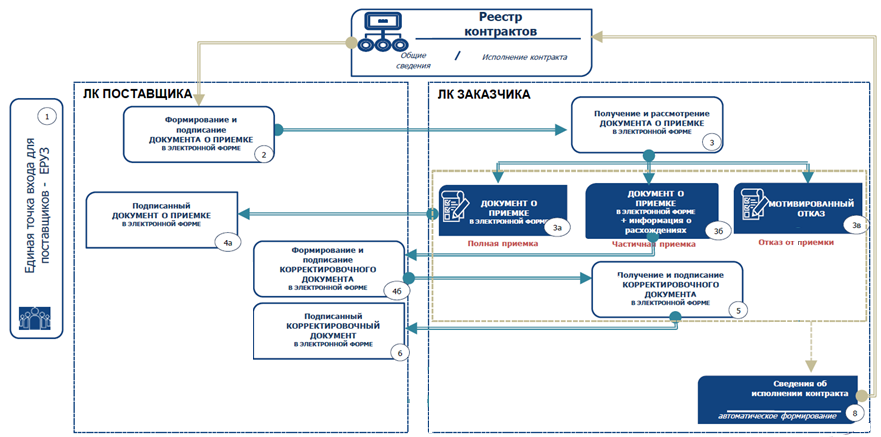 Реестр
контрактов
Общие
сведения
/
Исполнение контракта
ЛК ПОСТАВЩИКА
ЛК ЗАКАЗЧИКА
1
Единая точка входа для
поставщиков - ЕРУЗ
Формирование и
подписание
ДОКУМЕНТА О ПРИЕМКЕ
В ЭЛЕКТРОННОЙ ФОРМЕ
2
Получение и рассмотрение
ДОКУМЕНТА О ПРИЕМКЕ
В ЭЛЕКТРОННОЙ ФОРМЕ
3
Подписанный
ДОКУМЕНТ О ПРИЕМКЕ
В ЭЛЕКТРОННОЙ ФОРМЕ
4а
ДОКУМЕНТ О
ПРИЕМКЕ
В ЭЛЕКТРОННОЙ ФОРМЕ
3а
Полная приемка
ДОКУМЕНТ О
ПРИЕМКЕ
В ЭЛЕКТРОННОЙ ФОРМЕ
+ информация о
расхождениях
3б
Частичная приемка
МОТИВИРОВАННЫЙ
ОТКАЗ
3в
Отказ от приемки
Формирование и
подписание
КОРРЕКТИРОВОЧНОГО
ДОКУМЕНТА
В ЭЛЕКТРОННОЙ ФОРМЕ
4б
Получение и подписание
КОРРЕКТИРОВОЧНОГО
ДОКУМЕНТА
В ЭЛЕКТРОННОЙ ФОРМЕ
5
Подписанный
КОРРЕКТИРОВОЧНЫЙ
ДОКУМЕНТ
В ЭЛЕКТРОННОЙ ФОРМЕ
6
Сведения об
исполнении контракта
автоматическое формирование
8